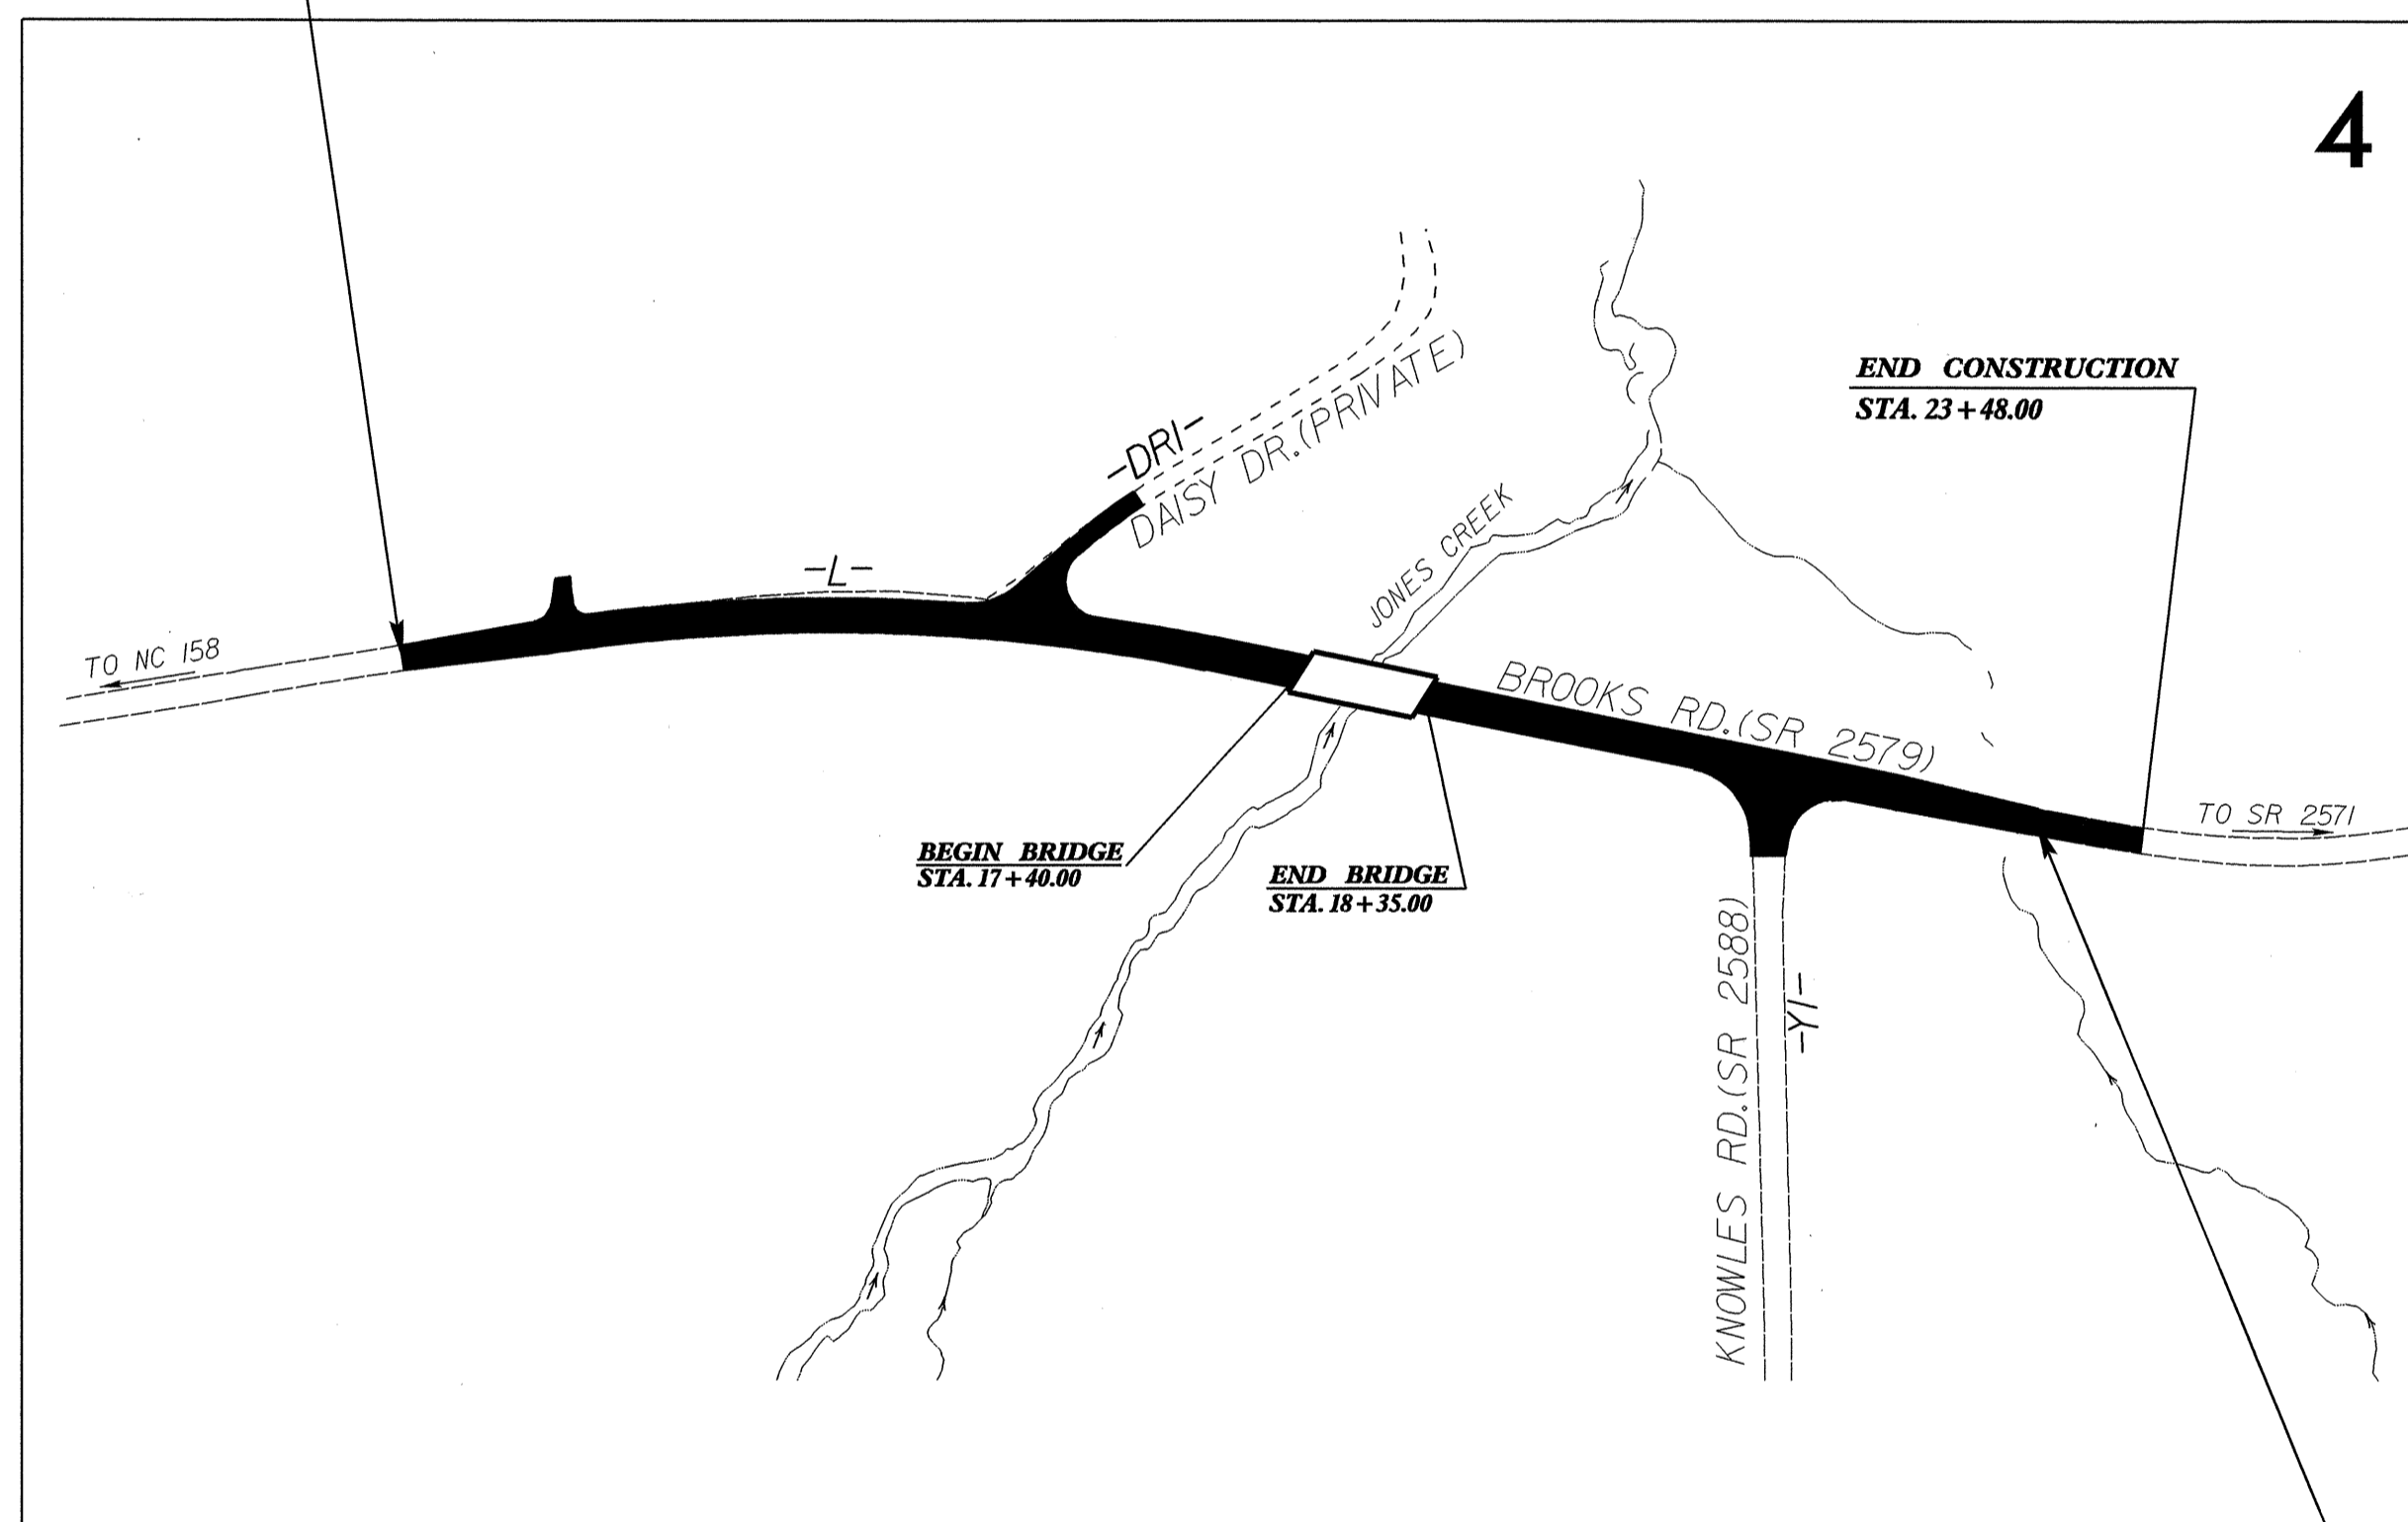 4
END CONSTRUCTION
STA. 23+48.00
-DR1-
DAISY DR. (PRIVATE)
JONES CREEK
-L-
TO NC 158
BROOKS RD. (SR 2579)
TO SR 2571
BEGIN BRIDGE
STA. 17+40.00
END BRIDGE
STA. 18+35.00
KNOWLES RD. (SR 2588)
-Y1-